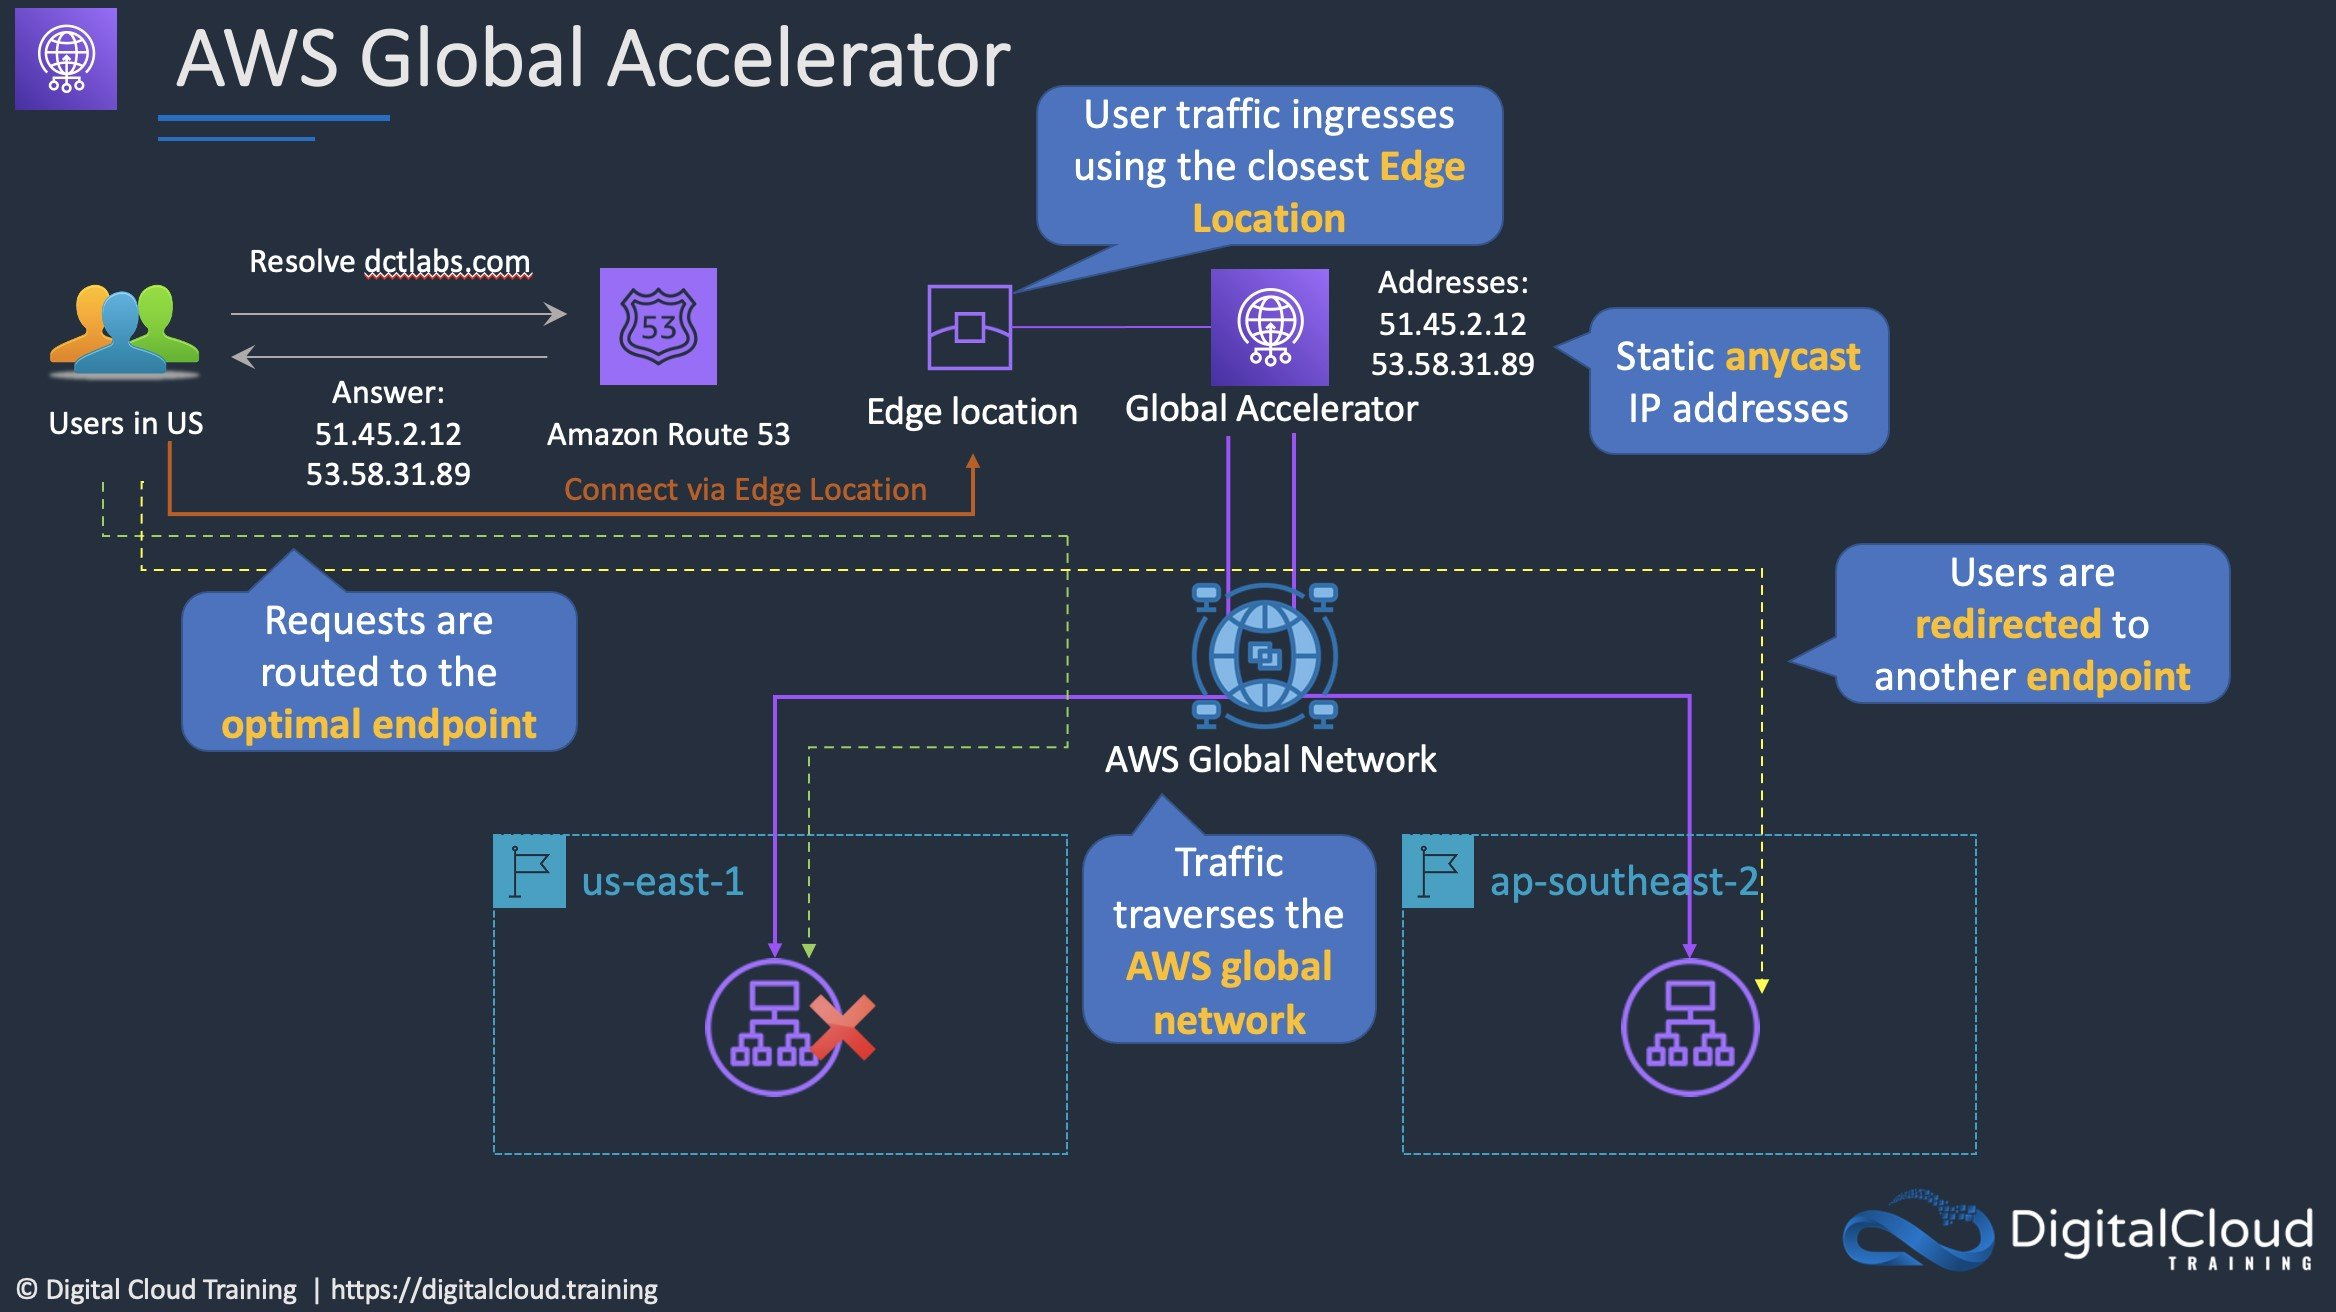 AWS Global Accelerator
User traffic ingresses
using the closest Edge
Location
Resolve dctlabs.com
53
Addresses:
51.45.2.12
53.58.31.89
Static anycast
IP addresses
Users in US
Answer:
51.45.2.12
53.58.31.89
Amazon Route 53
Edge location
Global Accelerator
Connect via Edge Location
Requests are
routed to the
optimal endpoint
Users are
redirected to
another endpoint
AWS Global Network
us-east-1
Traffic
traverses the
AWS global
network
ap-southeast-2
DigitalCloud
TRAINING
© Digital Cloud Training | https://digitalcloud.training